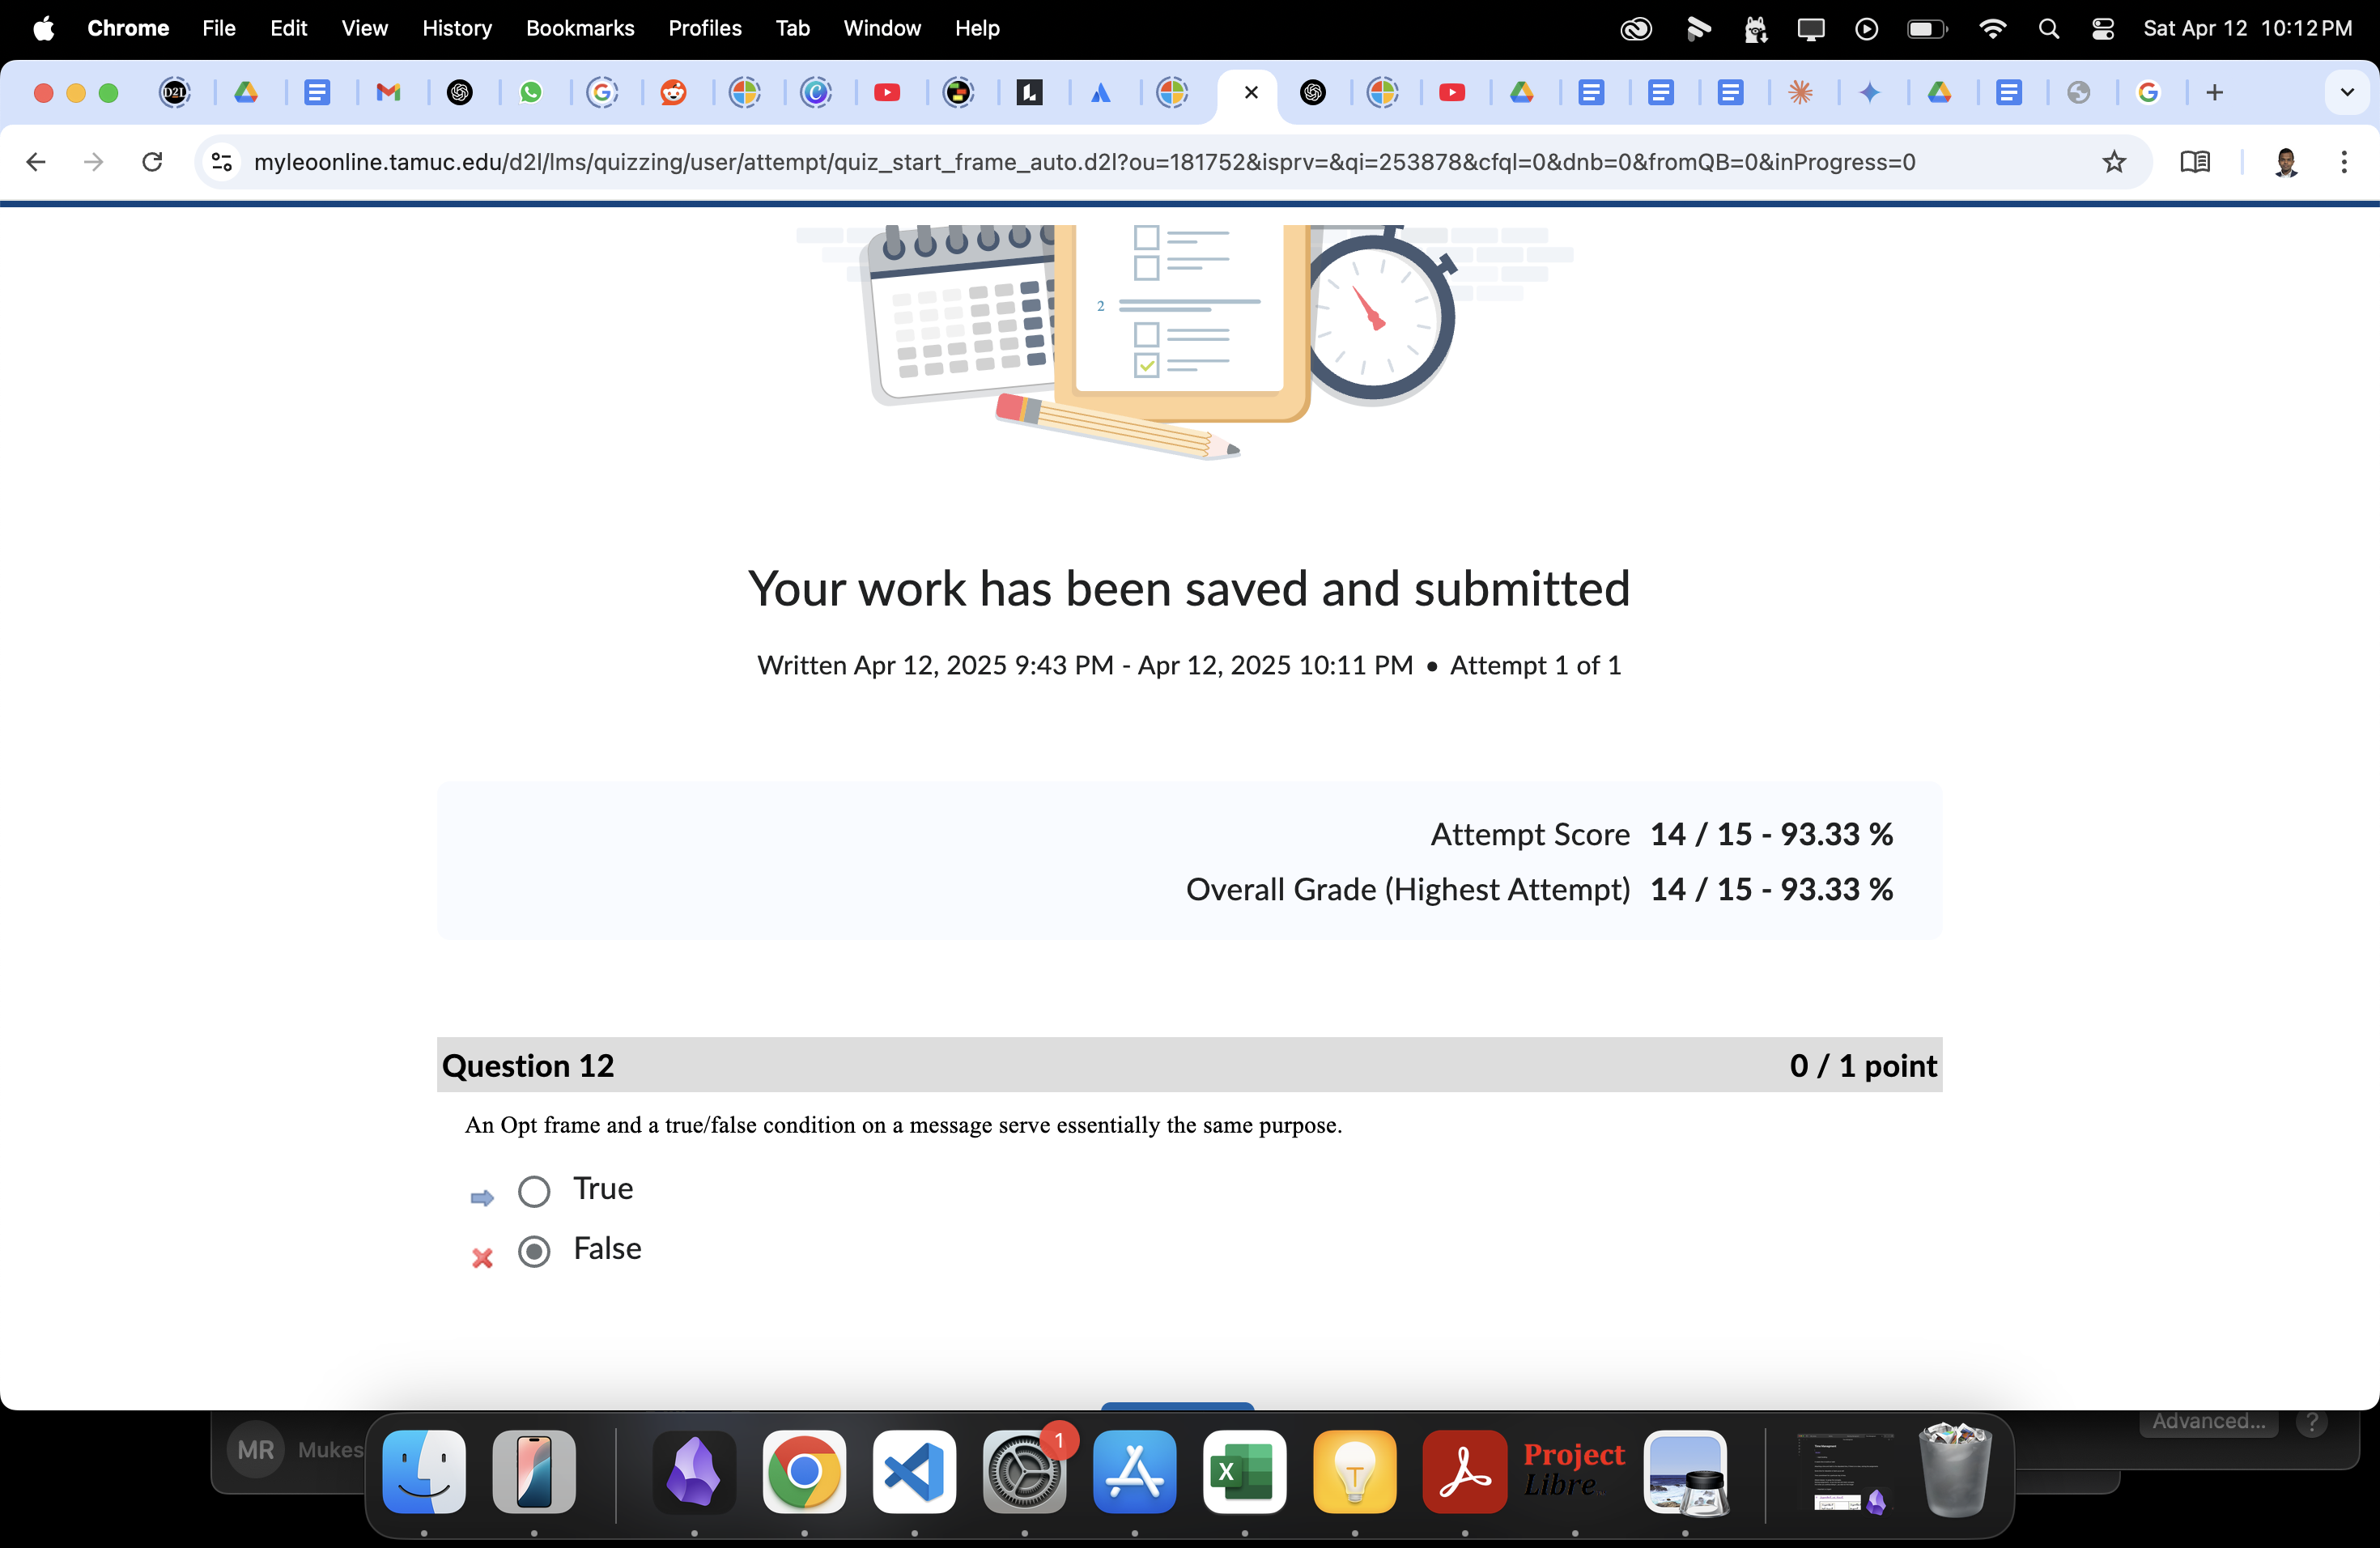 Chrome File Edit View History Bookmarks Profiles Tab Window Help Sat Apr 12 10:12 PM
D2L
myleoonline.tamuc.edu/d2l/lms/quizzing/user/attempt/quiz_start_frame_auto.d2l?ou=181752&isprv=&qi=253878&cfql=0&dnb=0&fromQB=0&inProgress=0
2
Your work has been saved and submitted
Written Apr 12, 2025 9:43 PM - Apr 12, 2025 10:11 PM • Attempt 1 of 1
Attempt Score 14 / 15 - 93.33 %
Overall Grade (Highest Attempt) 14 / 15 - 93.33 %
Question 12 0 / 1 point
An Opt frame and a true/false condition on a message serve essentially the same purpose.
True
False
MR Mukes
Advanced... ?
1
X
T
Project
Libre